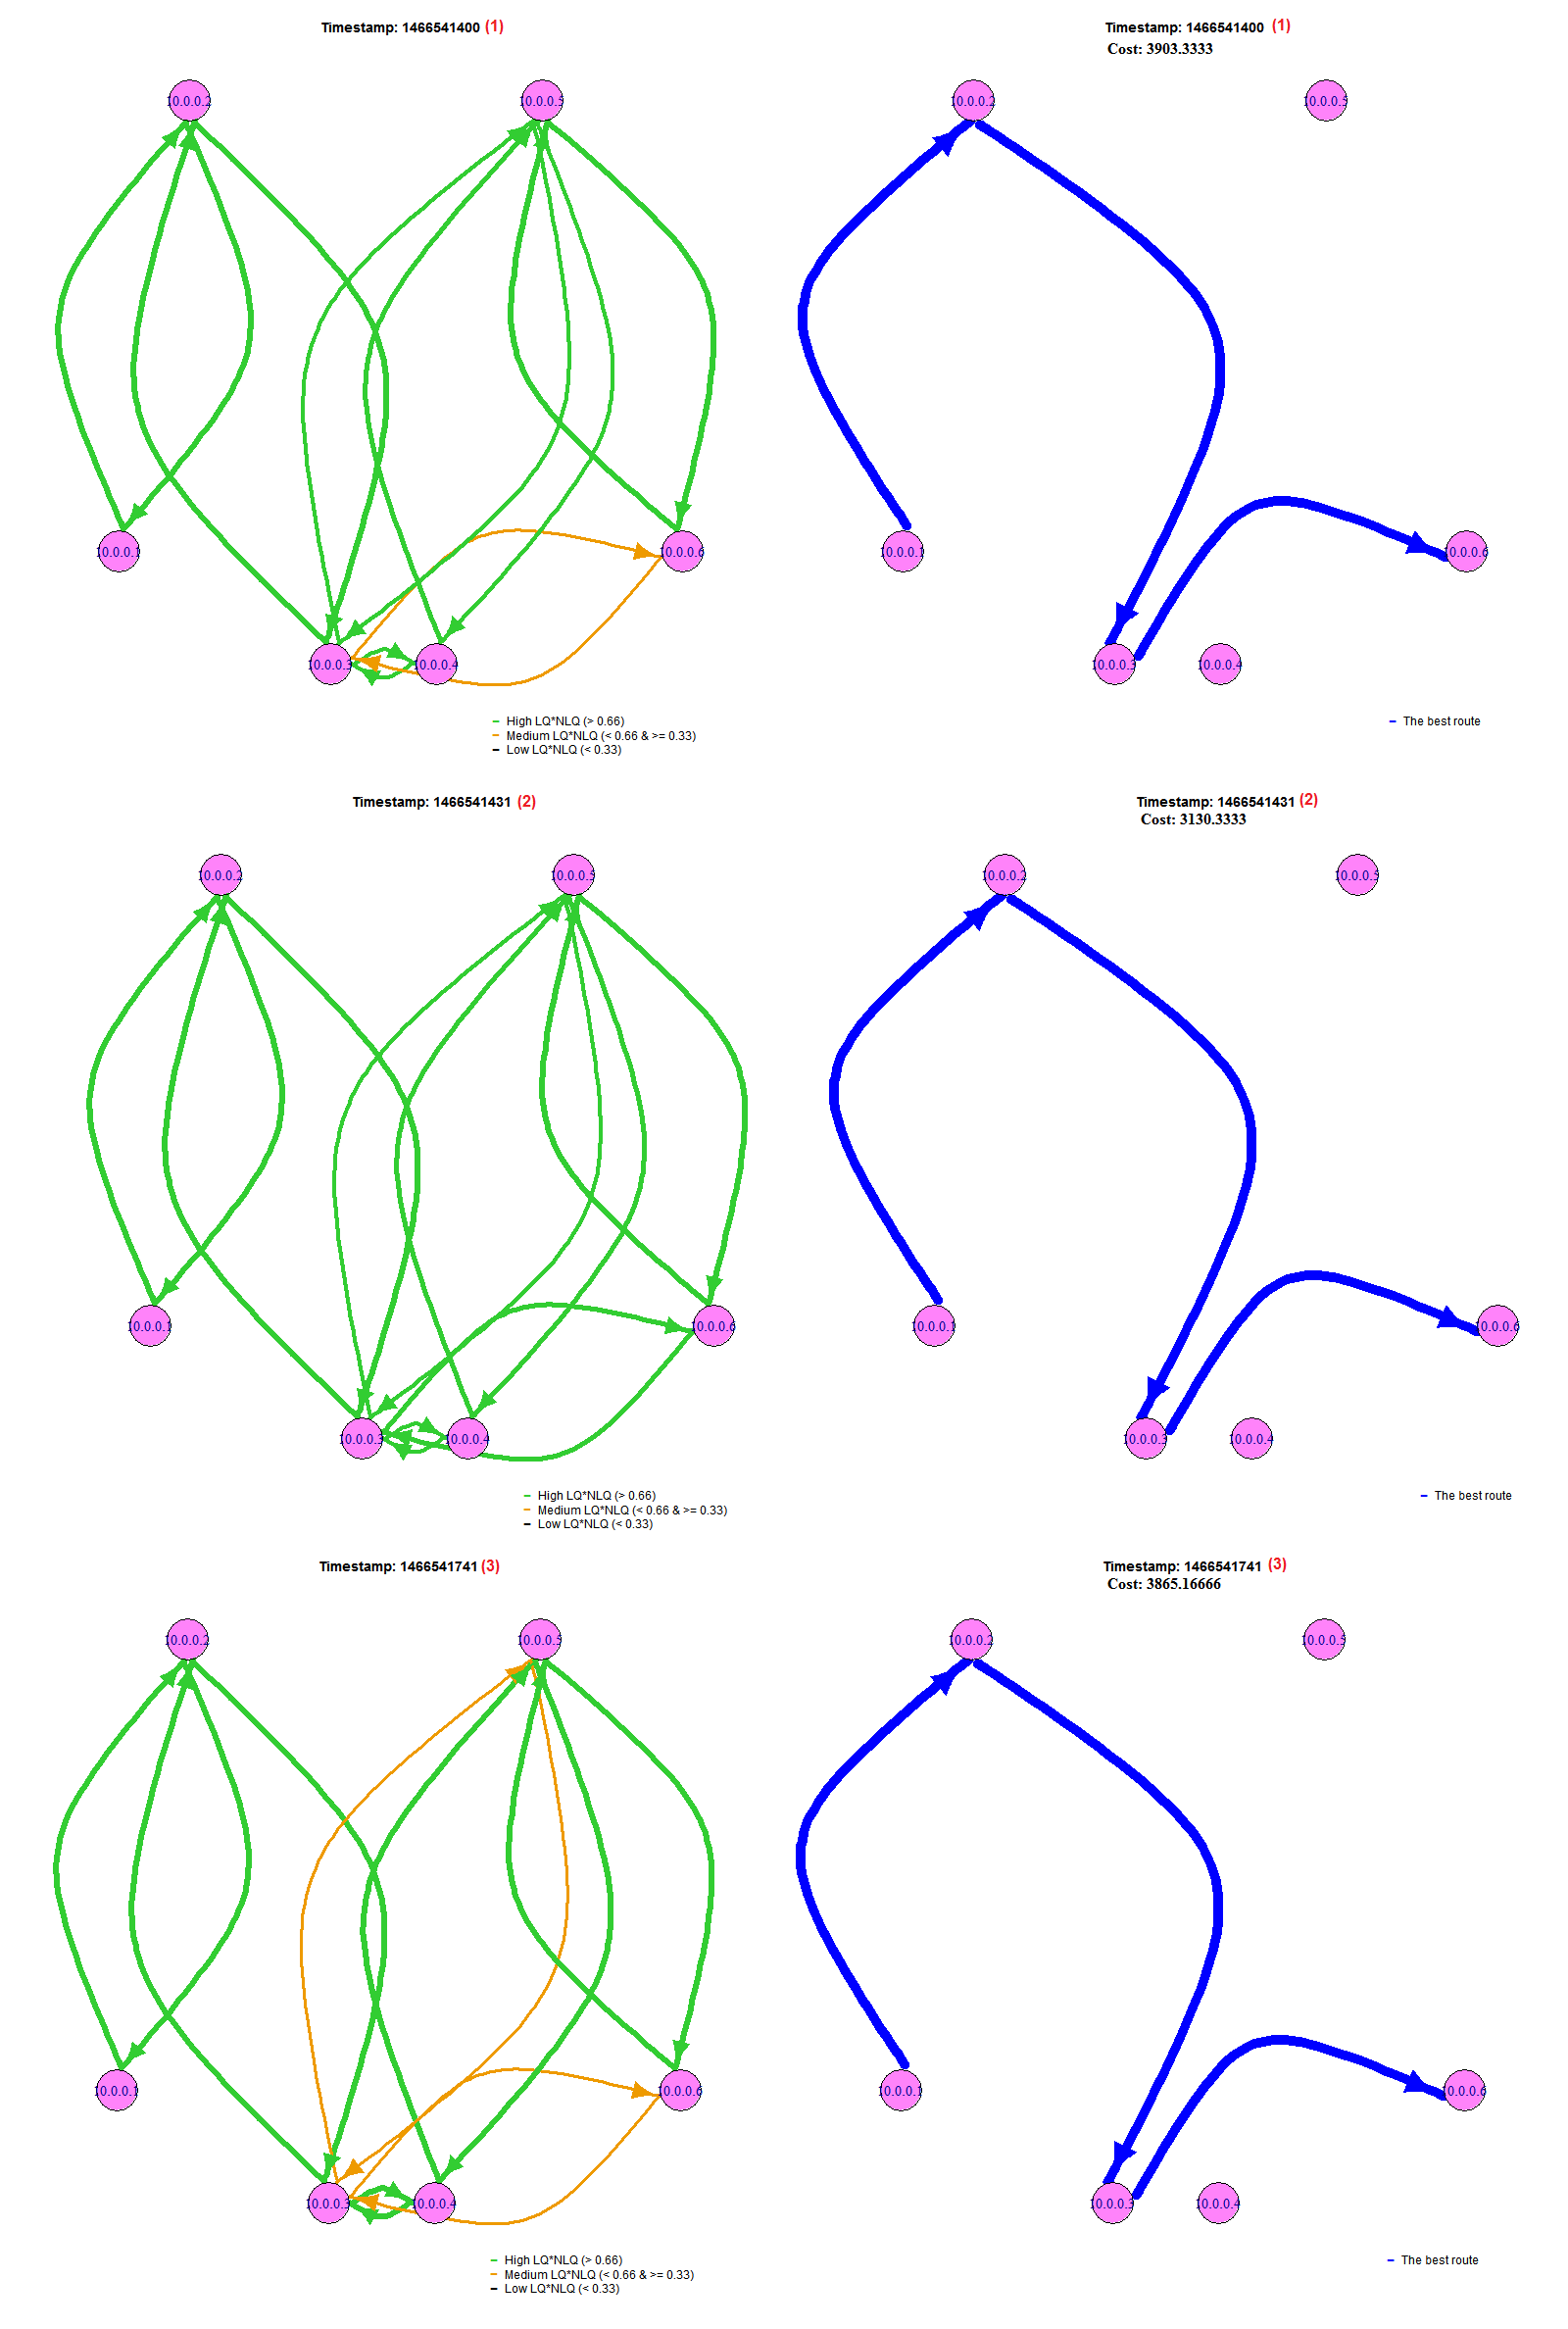 Timestamp: 1466541400 (1)
10.0.0.2
10.0.0.5
10.0.0.1
10.0.0.6
10.0.0.3
10.0.0.4
High LQ*NLQ (> 0.66)
Medium LQ*NLQ (< 0.66 & >= 0.33)
Low LQ*NLQ (< 0.33)
Timestamp: 1466541400 (1)
Cost: 3903.3333
10.0.0.2
10.0.0.5
10.0.0.1
10.0.0.6
10.0.0.3
10.0.0.4
The best route
Timestamp: 1466541431 (2)
10.0.0.2
10.0.0.5
10.0.0.1
10.0.0.6
10.0.0.3
10.0.0.4
High LQ*NLQ (> 0.66)
Medium LQ*NLQ (< 0.66 & >= 0.33)
Low LQ*NLQ (< 0.33)
Timestamp: 1466541431 (2)
Cost: 3130.3333
10.0.0.2
10.0.0.5
10.0.0.1
10.0.0.6
10.0.0.3
10.0.0.4
The best route
Timestamp: 1466541741 (3)
10.0.0.2
10.0.0.5
10.0.0.1
10.0.0.6
10.0.0.3
10.0.0.4
High LQ*NLQ (> 0.66)
Medium LQ*NLQ (< 0.66 & >= 0.33)
Low LQ*NLQ (< 0.33)
Timestamp: 1466541741 (3)
Cost: 3865.16666
10.0.0.2
10.0.0.5
10.0.0.1
10.0.0.6
10.0.0.3
10.0.0.4
The best route